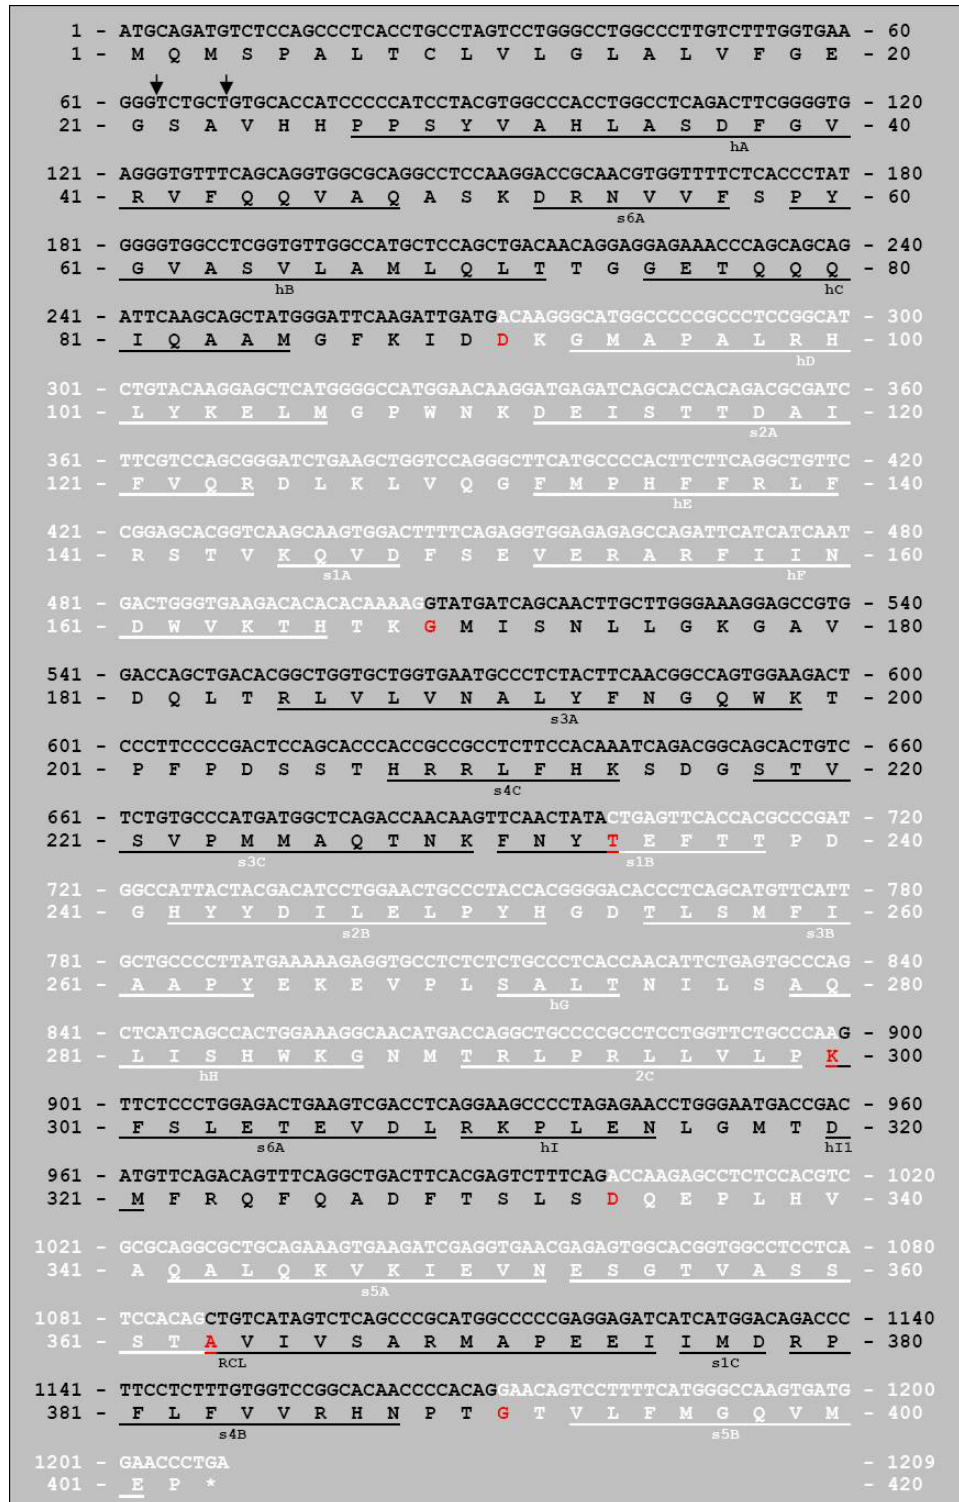 1 - ATGCAGATGTCTCCAGCCCTCACCTGCCTAGTCCTGGGCCTGGCCCTTGTCTTTGGTGAA - 60
1 - M Q M S P A L T C L V L G L A L V F G E - 20
61 - GGGTCTGCTGTGCACCATCCCCCATCCTACGTGGCCCACCTGGCCTCAGACTTCGGGGTG - 120
21 - G S A V H H P P S Y V A H L A S D F G V - 40
hA
121 - AGGGTGTTTCAGCAGGTGGCGCAGGCCTCCAAGGACCGCAACGTGGTTTTCTCACCCTAT - 180
41 - R V F Q Q V A Q A S K D R N V V F S P Y - 60
s6A
181 - GGGGTGGCCTCGGTGTTGGCCATGCTCCAGCTGACAACAGGAGGAGAAACCCAGCAGCAG - 240
61 - G V A S V L A M L Q L T T G G E T Q Q Q - 80
hB hC
241 - ATTCAAGCAGCTATGGGATTCAAGATTGATGACAAGGGCATGGCCCCCGCCCTCCGGCAT - 300
81 - I Q A A M G F K I D D K G M A P A L R H - 100
hD
301 - CTGTACAAGGAGCTCATGGGGCCATGGAACAAGGATGAGATCAGCACCACAGACGCGATC - 360
101 - L Y K E L M G P W N K D E I S T T D A I - 120
s2A
361 - TTCGTCCAGCGGGATCTGAAGCTGGTCCAGGGCTTCATGCCCCACTTCTTCAGGCTGTTC - 420
121 - F V Q R D L K L V Q G F M P H F F R L F - 140
hE
421 - CGGAGCACGGTCAAGCAAGTGGACTTTTCAGAGGTGGAGAGAGCCAGATTCATCATCAAT - 480
141 - R S T V K Q V D F S E V E R A R F I I N - 160
s1A hF
481 - GACTGGGTGAAGACACACACAAAAGGTATGATCAGCAACTTGCTTGGGAAAGGAGCCGTG - 540
161 - D W V K T H T K G M I S N L L G K G A V - 180
541 - GACCAGCTGACACGGCTGGTGCTGGTGAATGCCCTCTACTTCAACGGCCAGTGGAAGACT - 600
181 - D Q L T R L V L V N A L Y F N G Q W K T - 200
s3A
601 - CCCTTCCCCGACTCCAGCACCCACCGCCGCCTCTTCCACAAATCAGACGGCAGCACTGTC - 660
201 - P F P D S S T H R R L F H K S D G S T V - 220
s4C
661 - TCTGTGCCCATGATGGCTCAGACCAACAAGTTCAACTATACTGAGTTCACCACGCCCGAT - 720
221 - S V P M M A Q T N K F N Y T E F T T P D - 240
s3C s1B
721 - GGCCATTACTACGACATCCTGGAACTGCCCTACCACGGGGACACCCTCAGCATGTTCATT - 780
241 - G H Y Y D I L E L P Y H G D T L S M F I - 260
s2B s3B
781 - GCTGCCCCTTATGAAAAAGAGGTGCCTCTCTCTGCCCTCACCAACATTCTGAGTGCCCAG - 840
261 - A A P Y E K E V P L S A L T N I L S A Q - 280
hG
841 - CTCATCAGCCACTGGAAAGGCAACATGACCAGGCTGCCCCGCCTCCTGGTTCTGCCCAAG - 900
281 - L I S H W K G N M T R L P R L L V L P K - 300
hH 2C
901 - TTCTCCCTGGAGACTGAAGTCGACCTCAGGAAGCCCCTAGAGAACCTGGGAATGACCGAC - 960
301 - F S L E T E V D L R K P L E N L G M T D - 320
s6A hI hI1
961 - ATGTTCAGACAGTTTCAGGCTGACTTCACGAGTCTTTCAGACCAAGAGCCTCTCCACGTC - 1020
321 - M F R Q F Q A D F T S L S D Q E P L H V - 340
1021 - GCGCAGGCGCTGCAGAAAGTGAAGATCGAGGTGAACGAGAGTGGCACGGTGGCCTCCTCA - 1080
341 - A Q A L Q K V K I E V N E S G T V A S S - 360
s5A
1081 - TCCACAGCTGTCATAGTCTCAGCCCGCATGGCCCCCGAGGAGATCATCATGGACAGACCC - 1140
361 - S T A V I V S A R M A P E E I I M D R P - 380
RCL s1C
1141 - TTCCTCTTTGTGGTCCGGCACAACCCCACAGGAACAGTCCTTTTCATGGGCCAAGTGATG - 1200
381 - F L F V V R H N P T G T V L F M G Q V M - 400
s4B s5B
1201 - GAACCCTGA - 1209
401 - E P * - 420